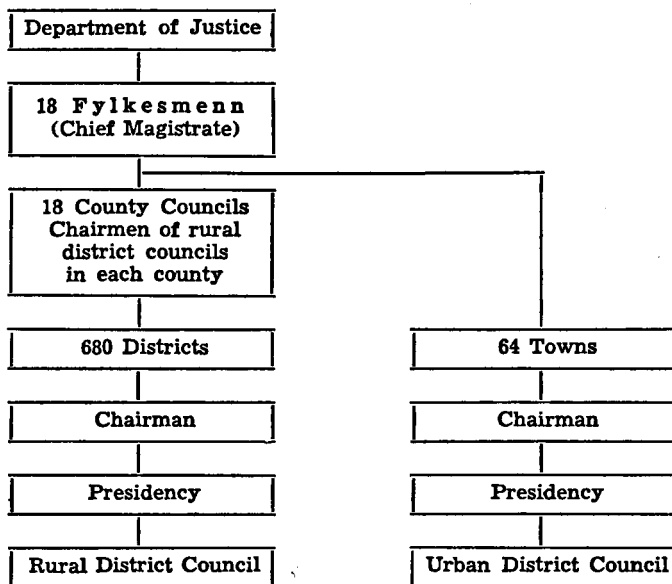 Department of Justice
18 Fylkesmenn
(Chief Magistrate)
18 County Councils
Chairmen of rural
district councils
in each county
680 Districts
64 Towns
Chairman
Chairman
Presidency
Presidency
Rural District Council
Urban District Council